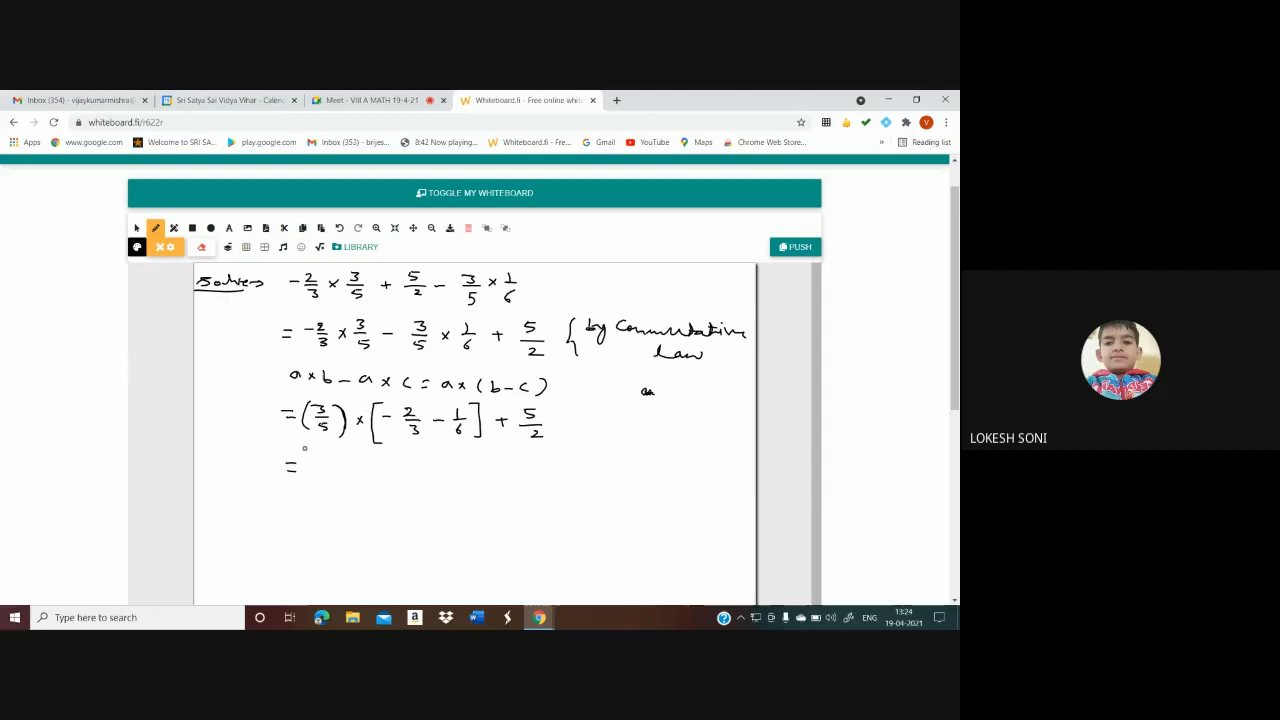 Inbox (354) - vijaykumarmishra@ Sri Satya Sai Vidya Vihar - Calen Meet - VIII A MATH 19-4-21 Whiteboard.fi - Free online white
whiteboard.fi/r622r
Apps www.google.com Welcome to SRI SA... play.google.com Inbox (353) - brijes... 8:42 Now playing... Whiteboard.fi - Fre... Gmail YouTube Maps Chrome Web Store... » Reading list
TOGGLE MY WHITEBOARD
LIBRARY PUSH
Solve → -2/3 × 3/5 + 5/2 - 3/5 × 1/6
= -2/3 × 3/5 - 3/5 × 1/6 + 5/2 { by Commutative
law
a × b - a × c = a × (b - c)
= (3/5) × [- 2/3 - 1/6] + 5/2
=
LOKESH SONI
Type here to search
ENG
13:24
19-04-2021